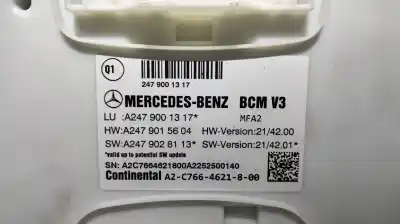 Q1
247 900 13 17
MERCEDES-BENZ BCM V3
LU :A247 900 13 17* MFA2
HW:A247 901 56 04 HW-Version:21/42.00
SW:A247 902 81 13* SW-Version:21/42.01*
*valid up to potential SW update
SN: A2C7664621800A2252500140
Continental A2-C766-4621-8-00